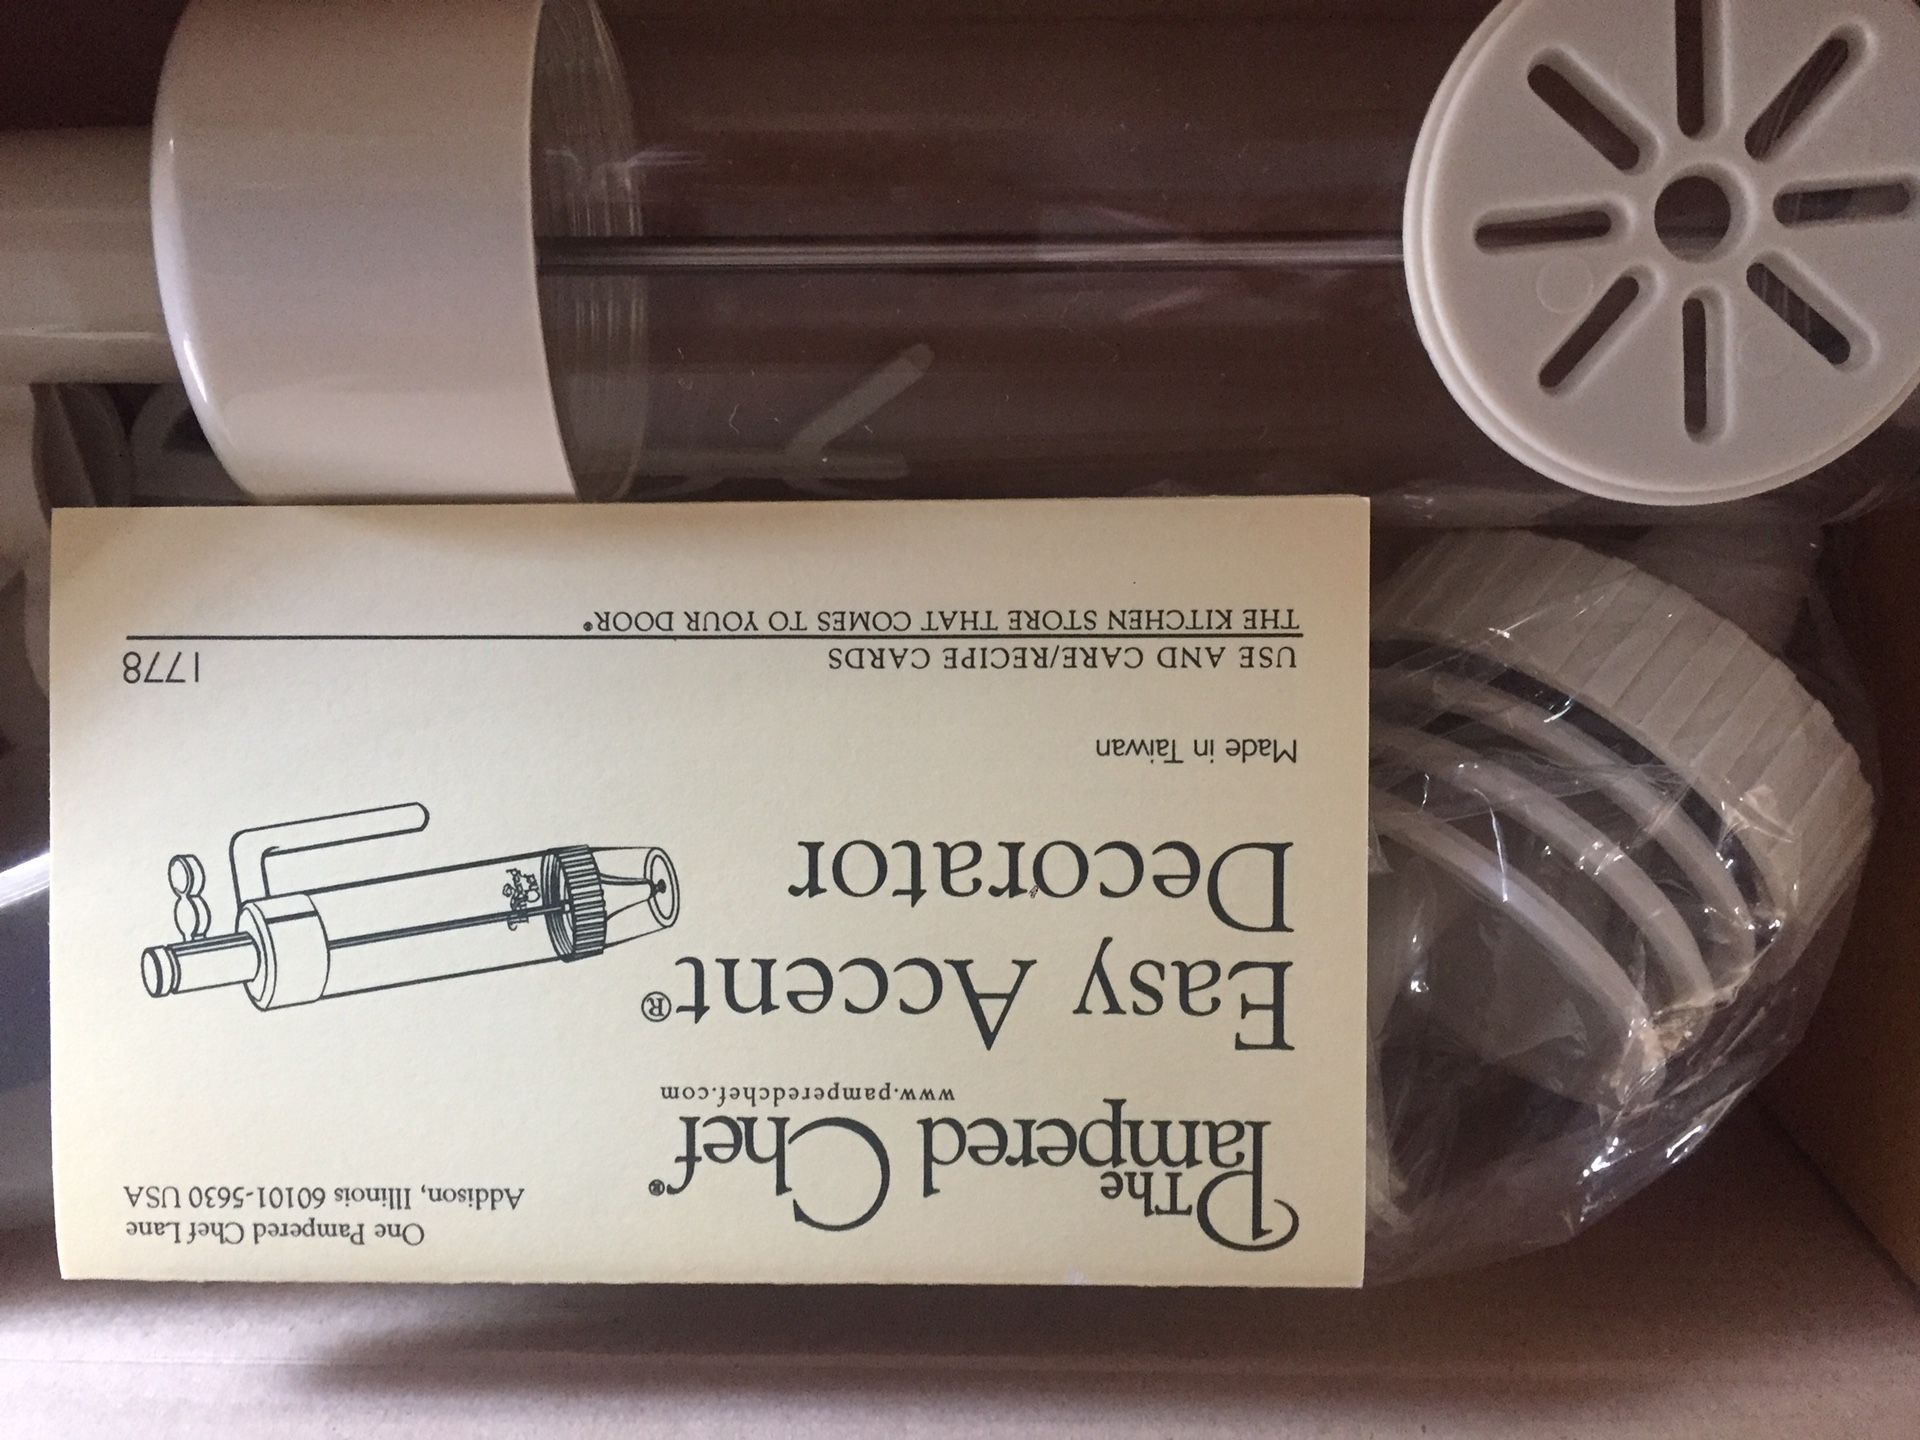 The
Pampered Chef®
www.pamperedchef.com
One Pampered Chef Lane
Addison, Illinois 60101-5630 USA
Easy Accent®
Decorator
Made in Taiwan
USE AND CARE/RECIPE CARDS
1778
THE KITCHEN STORE THAT COMES TO YOUR DOOR®